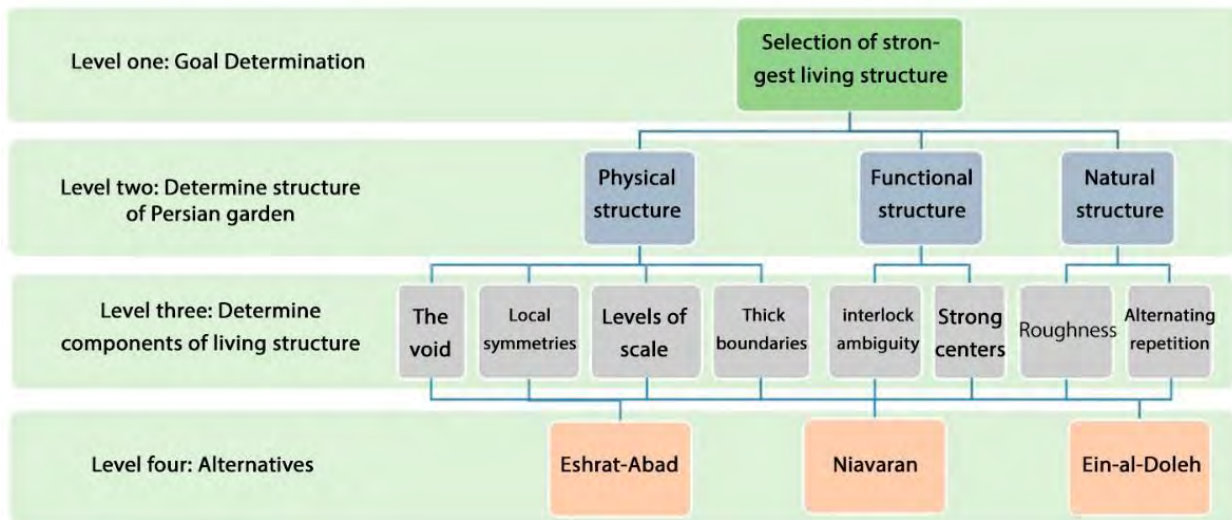 Level one: Goal Determination
Selection of stron-
gest living structure
Level two: Determine structure
of Persian garden
Physical
structure
Functional
structure
Natural
structure
Level three: Determine
components of living structure
The
void
Local
symmetries
Levels of
scale
Thick
boundaries
interlock
ambiguity
Strong
centers
Roughness
Alternating
repetition
Level four: Alternatives
Eshrat-Abad
Niavaran
Ein-al-Doleh